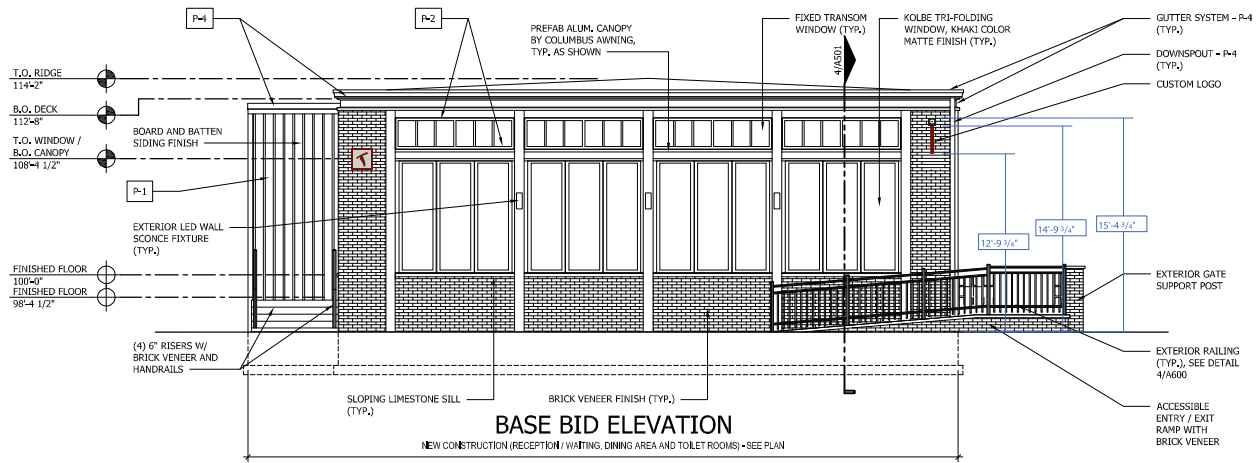 P-4
P-2
PREFAB ALUM. CANOPY
BY COLUMBUS AWNING,
TYP. AS SHOWN
FIXED TRANSOM
WINDOW (TYP.)
4/A501
KOLBE TRI-FOLDING
WINDOW, KHAKI COLOR
MATTE FINISH (TYP.)
GUTTER SYSTEM - P-4
(TYP.)
DOWNSPOUT - P-4
(TYP.)
CUSTOM LOGO
T.O. RIDGE
114'-2"
B.O. DECK
112'-8"
T.O. WINDOW /
B.O. CANOPY
108'-4 1/2"
BOARD AND BATTEN
SIDING FINISH
P-1
EXTERIOR LED WALL
SCONCE FIXTURE
(TYP.)
FINISHED FLOOR
100'-0"
FINISHED FLOOR
98'-4 1/2"
(4) 6" RISERS W/
BRICK VENEER AND
HANDRAILS
12'-9 3/4"
14'-9 3/4"
15'-4 3/4"
EXTERIOR GATE
SUPPORT POST
EXTERIOR RAILING
(TYP.), SEE DETAIL
4/A600
ACCESSIBLE
ENTRY / EXIT
RAMP WITH
BRICK VENEER
SLOPING LIMESTONE SILL
(TYP.)
BRICK VENEER FINISH (TYP.)
BASE BID ELEVATION
NEW CONSTRUCTION (RECEPTION / WAITING, DINING AREA AND TOILET ROOMS) - SEE PLAN